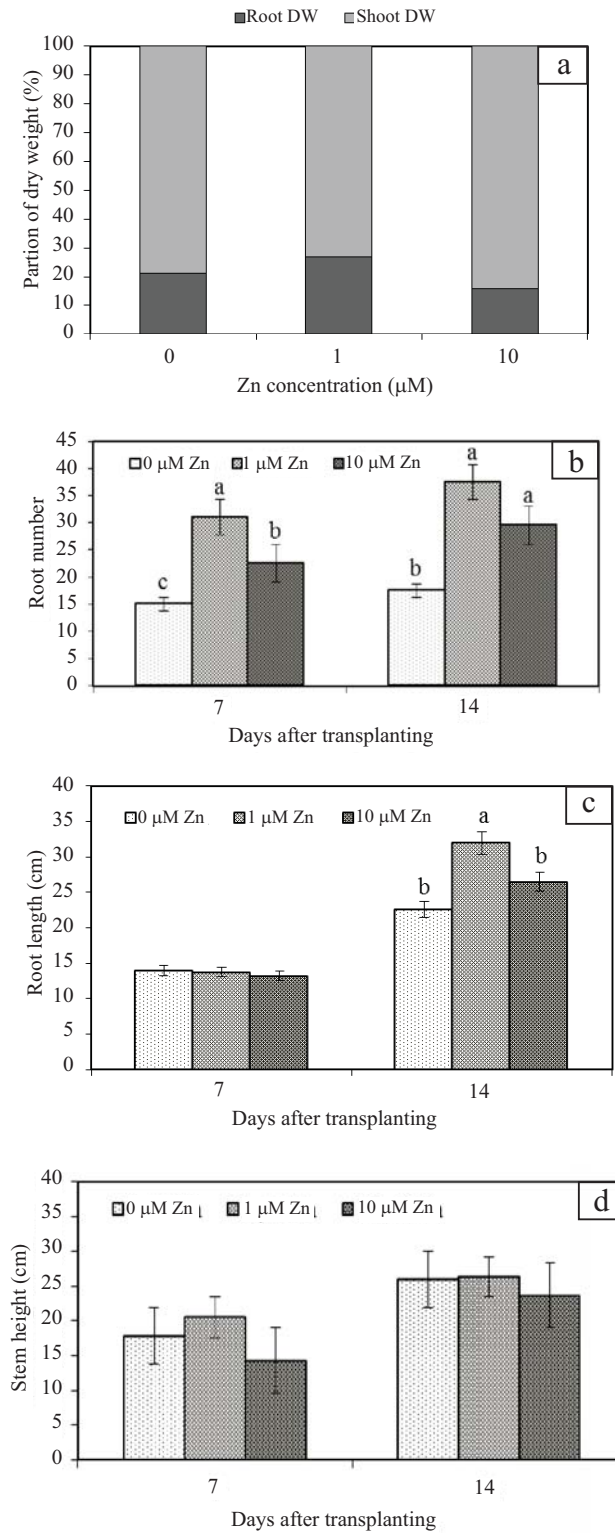 Root DW Shoot DW
100
90
80
70
60
50
40
30
20
10
0
a
Partion of dry weight (%)
0 1 10
Zn concentration (µM)
45
40
35
30
25
20
15
10
5
0
0 µM Zn 1 µM Zn 10 µM Zn
b
Root number
c a b b a a
7 14
Days after transplanting
40
35
30
25
20
15
10
5
0
0 µM Zn 1 µM Zn 10 µM Zn
c
Root length (cm)
b a b
7 14
Days after transplanting
40
35
30
25
20
15
10
5
0
0 µM Zn 1 µM Zn 10 µM Zn
d
Stem height (cm)
7 14
Days after transplanting